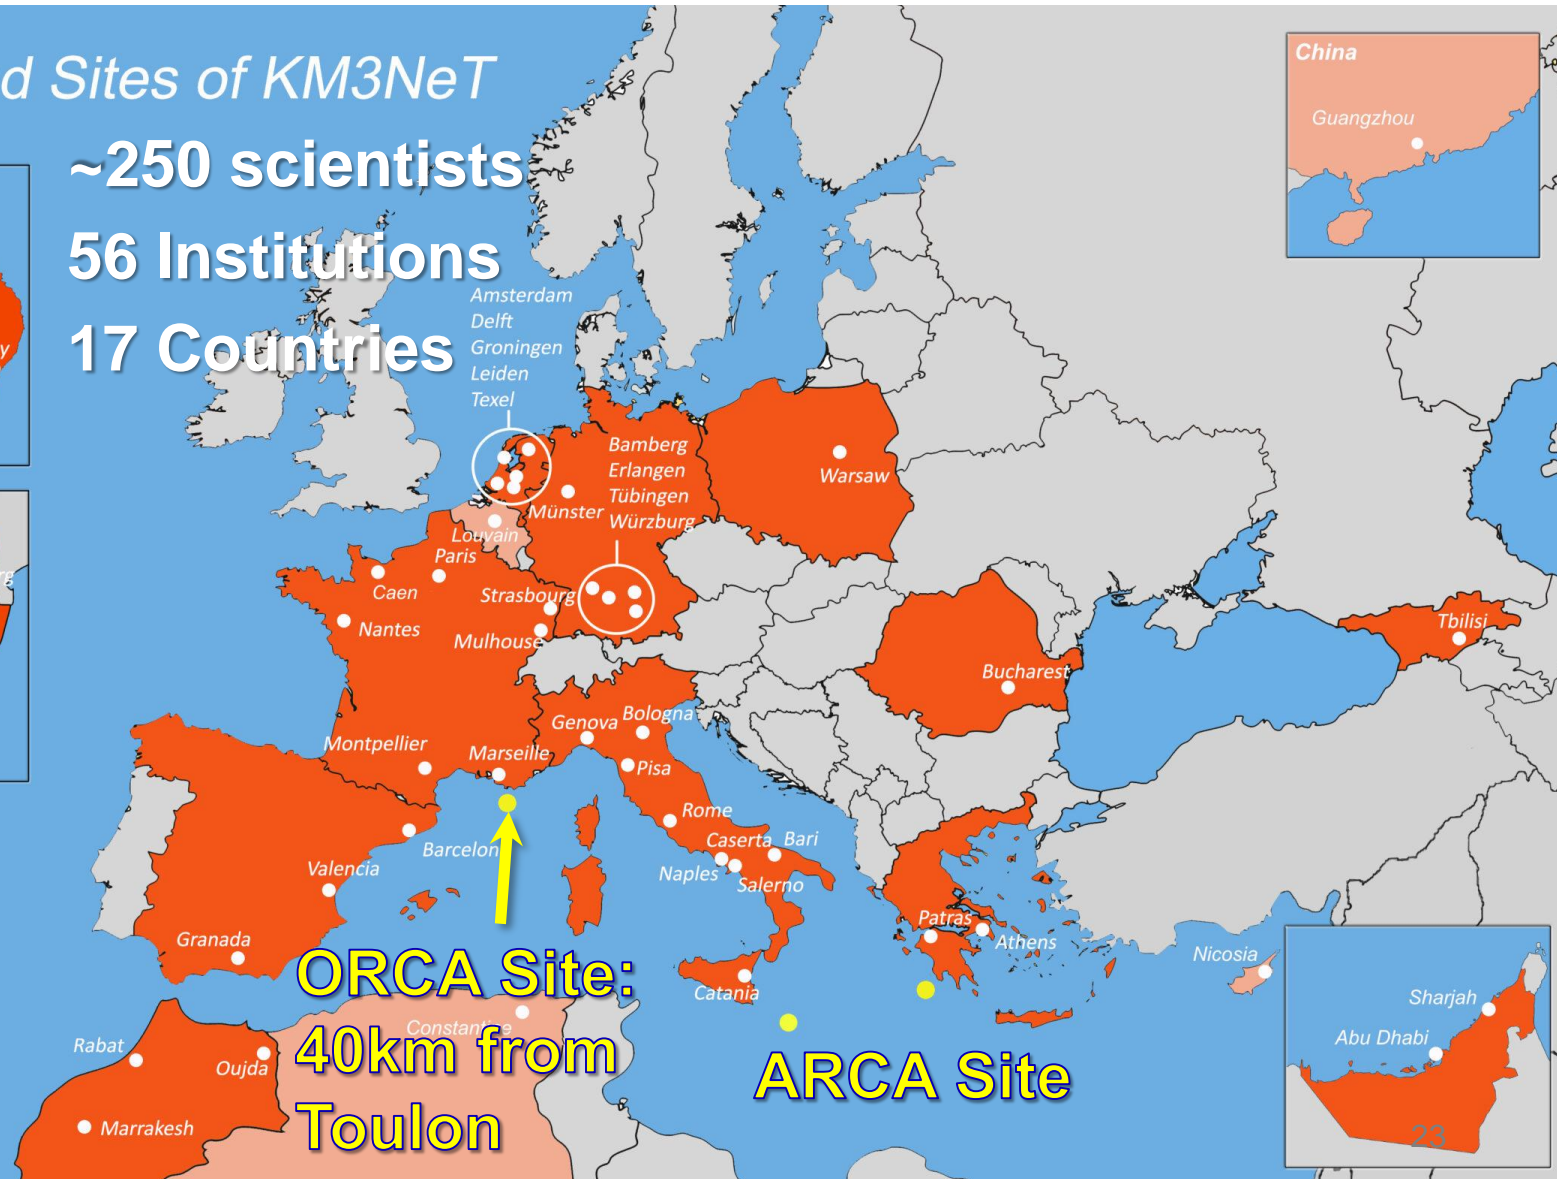 d Sites of KM3NeT
~250 scientists
56 Institutions
17 Countries
China
Guangzhou
y
rg
Amsterdam
Delft
Groningen
Leiden
Texel
Bamberg
Erlangen
Tübingen
Würzburg
Münster
Warsaw
Louvain
Paris
Caen
Strasbourg
Nantes
Mulhouse
Tbilisi
Bucharest
Genova
Bologna
Montpellier
Marseille
Pisa
Rome
Barcelon
Caserta
Bari
Valencia
Naples
Salerno
Granada
Patras
Athens
Nicosia
Catania
ORCA Site:
40km from
Toulon
Constantine
ARCA Site
Rabat
Oujda
Marrakesh
Sharjah
Abu Dhabi
23